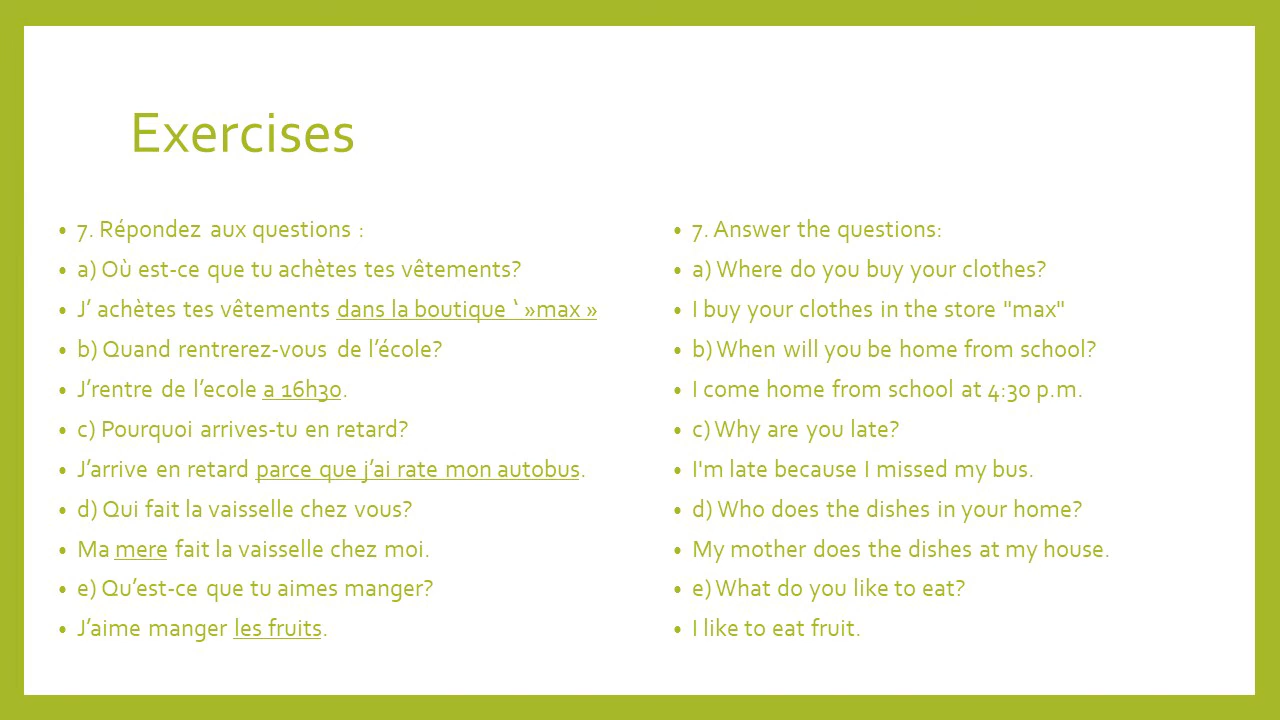 Exercises
• 7. Répondez aux questions :
• a) Où est-ce que tu achètes tes vêtements?
• J’ achètes tes vêtements dans la boutique ‘ »max »
• b) Quand rentrerez-vous de l’école?
• J’rentre de l’ecole a 16h30.
• c) Pourquoi arrives-tu en retard?
• J’arrive en retard parce que j’ai rate mon autobus.
• d) Qui fait la vaisselle chez vous?
• Ma mere fait la vaisselle chez moi.
• e) Qu’est-ce que tu aimes manger?
• J’aime manger les fruits.
• 7. Answer the questions:
• a) Where do you buy your clothes?
• I buy your clothes in the store "max"
• b) When will you be home from school?
• I come home from school at 4:30 p.m.
• c) Why are you late?
• I'm late because I missed my bus.
• d) Who does the dishes in your home?
• My mother does the dishes at my house.
• e) What do you like to eat?
• I like to eat fruit.